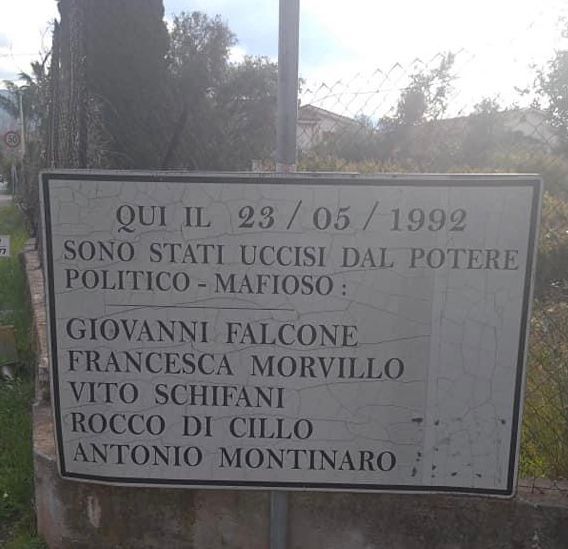 50
QUI IL 23 / 05 / 1992
SONO STATI UCCISI DAL POTERE
POLITICO - MAFIOSO :
GIOVANNI FALCONE
FRANCESCA MORVILLO
VITO SCHIFANI
ROCCO DI CILLO
ANTONIO MONTINARO